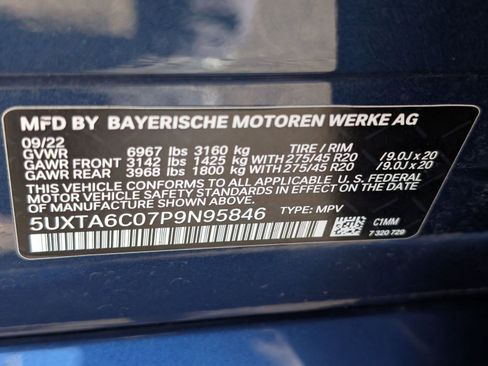 MFD BY BAYERISCHE MOTOREN WERKE AG
09/22
GVWR 6967 lbs 3160 kg TIRE / RIM
GAWR FRONT 3142 lbs 1425 kg WITH 275/45 R20 /9.0J x 20
GAWR REAR 3968 lbs 1800 kg WITH 275/45 R20 /9.0J x 20
THIS VEHICLE CONFORMS TO ALL APPLICABLE U.S. FEDERAL
MOTOR VEHICLE SAFETY STANDARDS IN EFFECT ON THE DATE OF
MANUFACTURE SHOWN ABOVE.
5UXTA6C07P9N95846 TYPE: MPV
C1MM
7 320 729